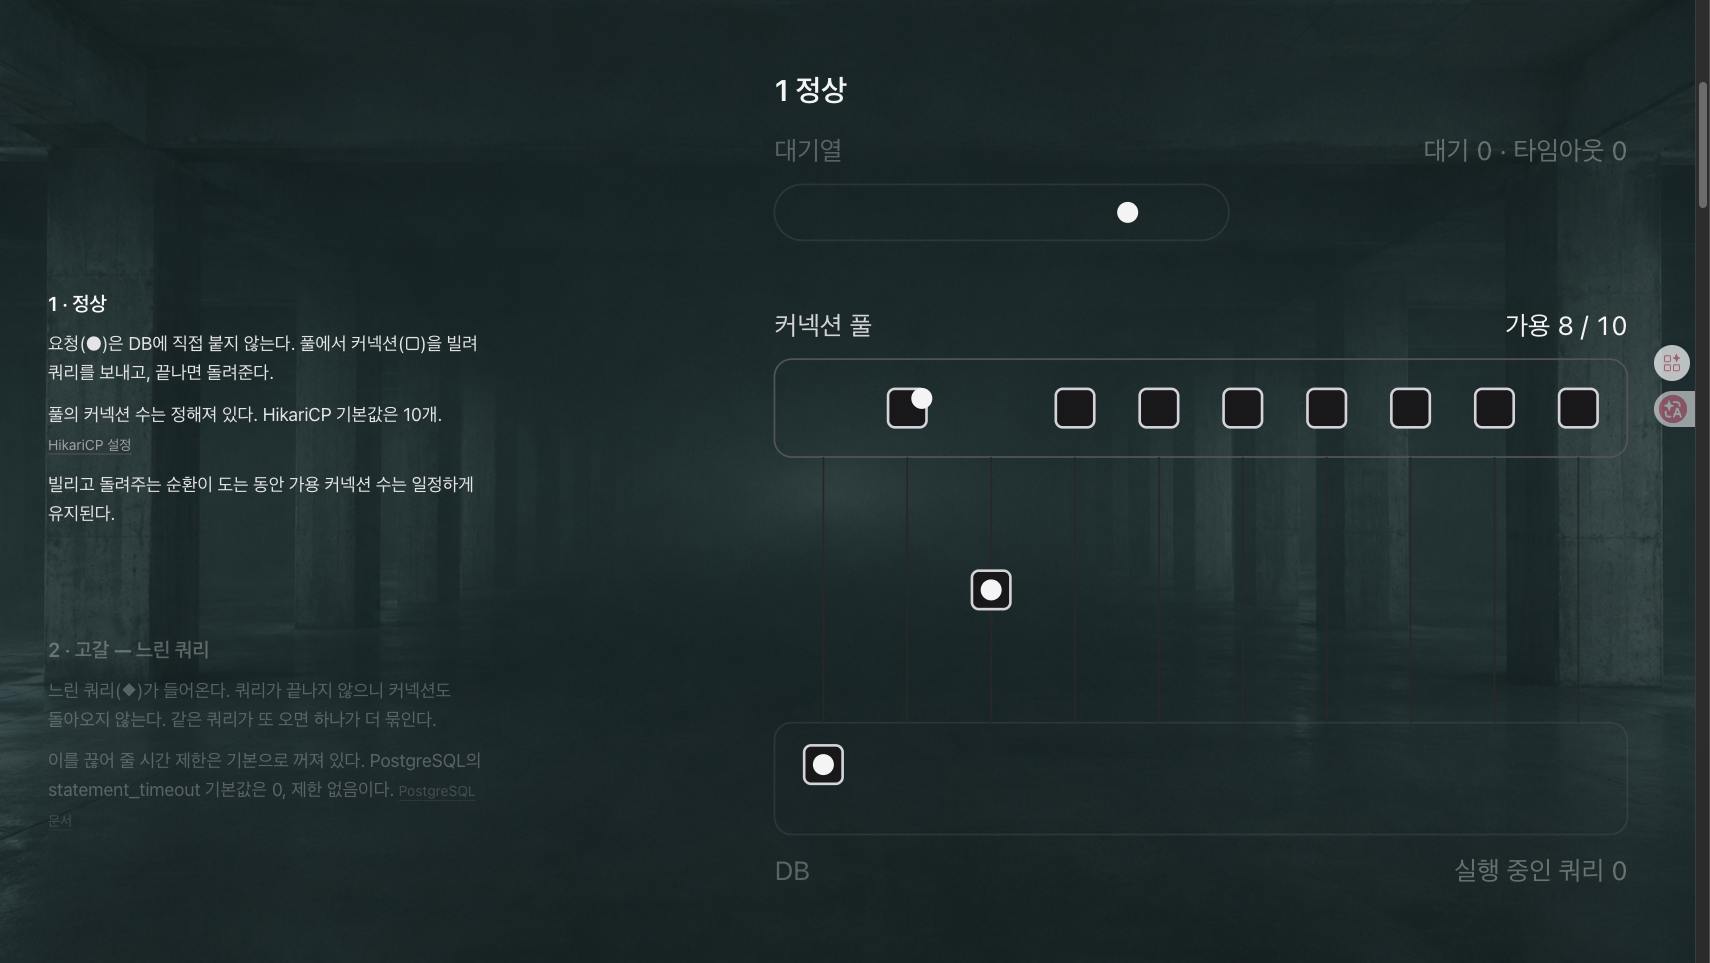 1 · 정상
요청(●)은 DB에 직접 붙지 않는다. 풀에서 커넥션(▢)을 빌려
쿼리를 보내고, 끝나면 돌려준다.
풀의 커넥션 수는 정해져 있다. HikariCP 기본값은 10개.
HikariCP 설정
빌리고 돌려주는 순환이 도는 동안 가용 커넥션 수는 일정하게
유지된다.
2 · 고갈 — 느린 쿼리
느린 쿼리(◆)가 들어온다. 쿼리가 끝나지 않으니 커넥션도
돌아오지 않는다. 같은 쿼리가 또 오면 하나가 더 묶인다.
이를 끊어 줄 시간 제한은 기본으로 꺼져 있다. PostgreSQL의
statement_timeout 기본값은 0, 제한 없음이다. PostgreSQL
문서
1 정상
대기열
대기 0 · 타임아웃 0
커넥션 풀
가용 8 / 10
DB
실행 중인 쿼리 0